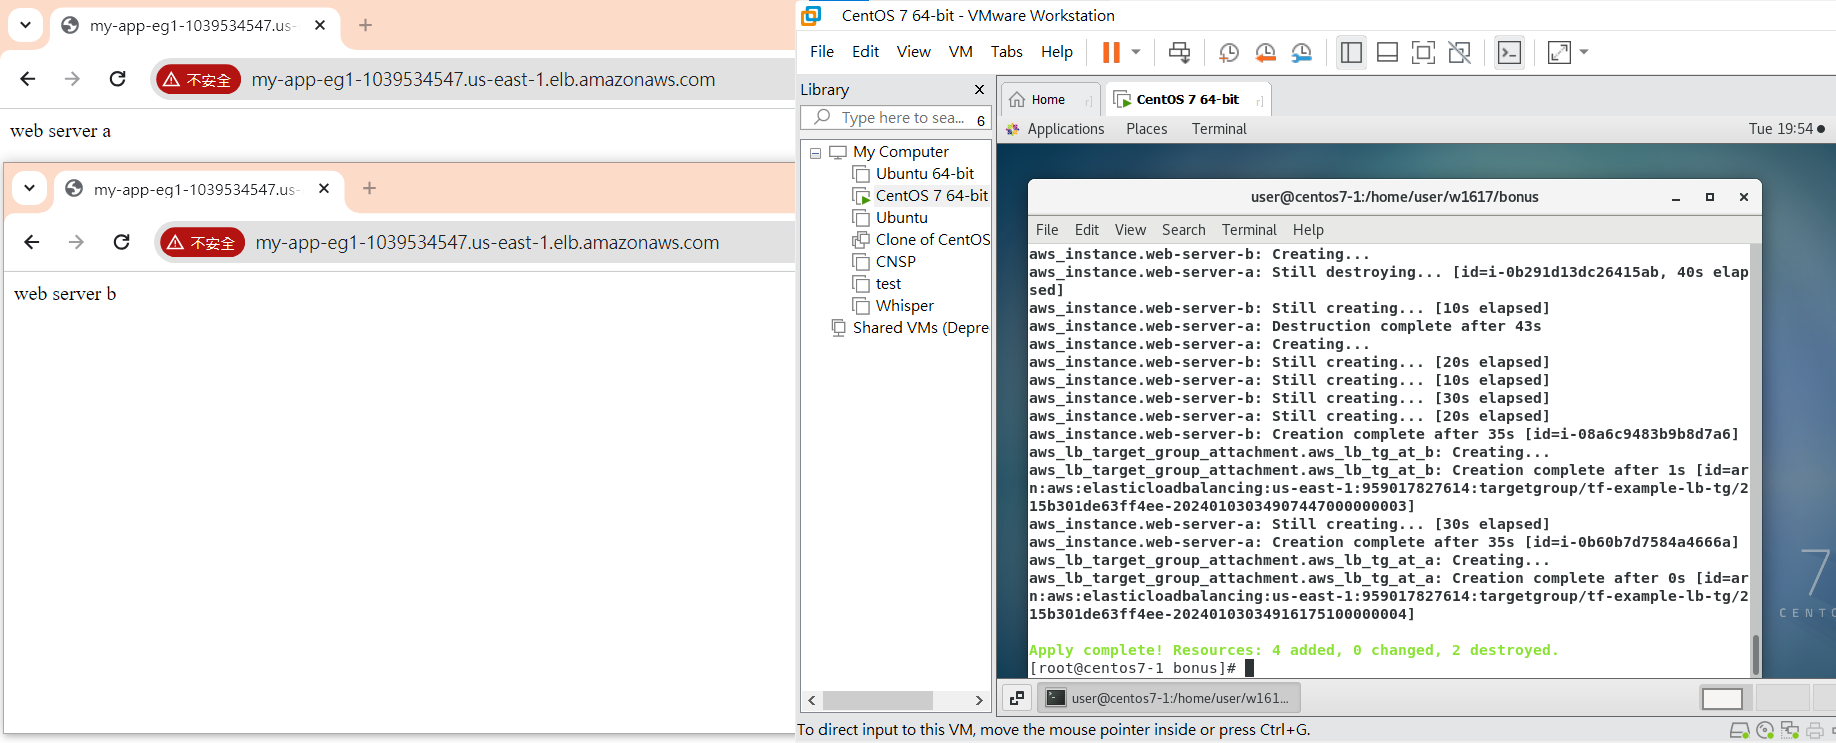 my-app-eg1-1039534547.us-
不安全
my-app-eg1-1039534547.us-east-1.elb.amazonaws.com
web server a
my-app-eg1-1039534547.us-
不安全
my-app-eg1-1039534547.us-east-1.elb.amazonaws.com
web server b
CentOS 7 64-bit - VMware Workstation
File Edit View VM Tabs Help
Library
Type here to sea... 6
My Computer
Ubuntu 64-bit
CentOS 7 64-bit
Ubuntu
Clone of CentOS
CNSP
test
Whisper
Shared VMs (Depre
Home
CentOS 7 64-bit
Applications Places Terminal
Tue 19:54
user@centos7-1:/home/user/w1617/bonus
File Edit View Search Terminal Help
aws_instance.web-server-b: Creating...
aws_instance.web-server-a: Still destroying... [id=i-0b291d13dc26415ab, 40s elap
sed]
aws_instance.web-server-b: Still creating... [10s elapsed]
aws_instance.web-server-a: Destruction complete after 43s
aws_instance.web-server-a: Creating...
aws_instance.web-server-b: Still creating... [20s elapsed]
aws_instance.web-server-a: Still creating... [10s elapsed]
aws_instance.web-server-b: Still creating... [30s elapsed]
aws_instance.web-server-a: Still creating... [20s elapsed]
aws_instance.web-server-b: Creation complete after 35s [id=i-08a6c9483b9b8d7a6]
aws_lb_target_group_attachment.aws_lb_tg_at_b: Creating...
aws_lb_target_group_attachment.aws_lb_tg_at_b: Creation complete after 1s [id=ar
n:aws:elasticloadbalancing:us-east-1:959017827614:targetgroup/tf-example-lb-tg/2
15b301de63ff4ee-20240103034907447000000003]
aws_instance.web-server-a: Still creating... [30s elapsed]
aws_instance.web-server-a: Creation complete after 35s [id=i-0b60b7d7584a4666a]
aws_lb_target_group_attachment.aws_lb_tg_at_a: Creating...
aws_lb_target_group_attachment.aws_lb_tg_at_a: Creation complete after 0s [id=ar
n:aws:elasticloadbalancing:us-east-1:959017827614:targetgroup/tf-example-lb-tg/2
15b301de63ff4ee-20240103034916175100000004]
Apply complete! Resources: 4 added, 0 changed, 2 destroyed.
[root@centos7-1 bonus]#
7
CENTO
user@centos7-1:/home/user/w161...
To direct input to this VM, move the mouse pointer inside or press Ctrl+G.